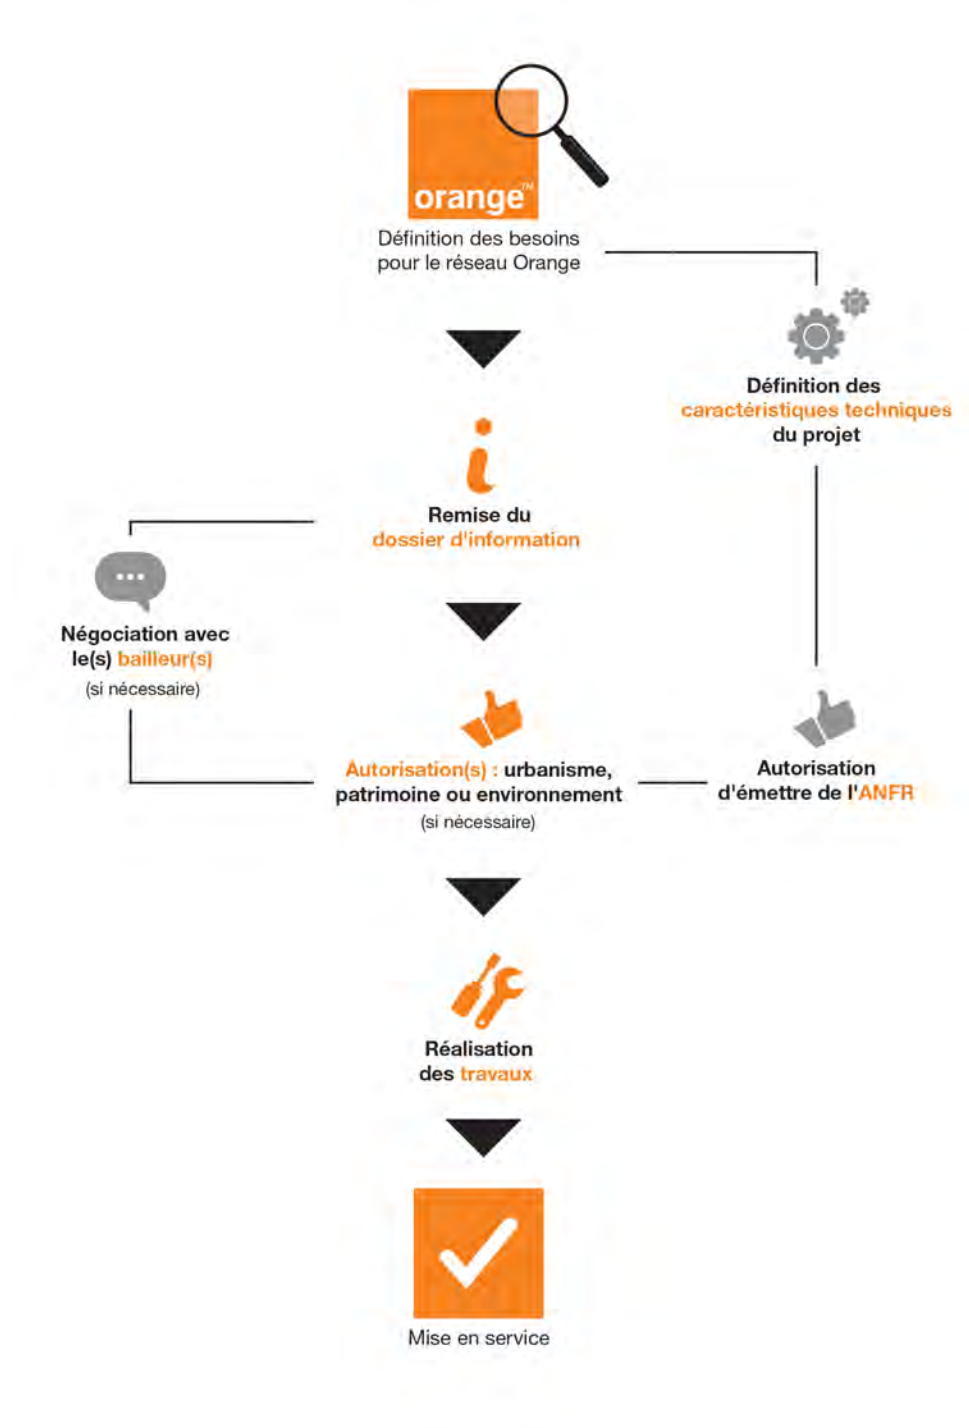 orange™
Définition des besoins
pour le réseau Orange
Définition des
caractéristiques techniques
du projet
Remise du
dossier d'information
Négociation avec
le(s) bailleur(s)
(si nécessaire)
Autorisation(s) : urbanisme,
patrimoine ou environnement
(si nécessaire)
Autorisation
d'émettre de l'ANFR
Réalisation
des travaux
Mise en service